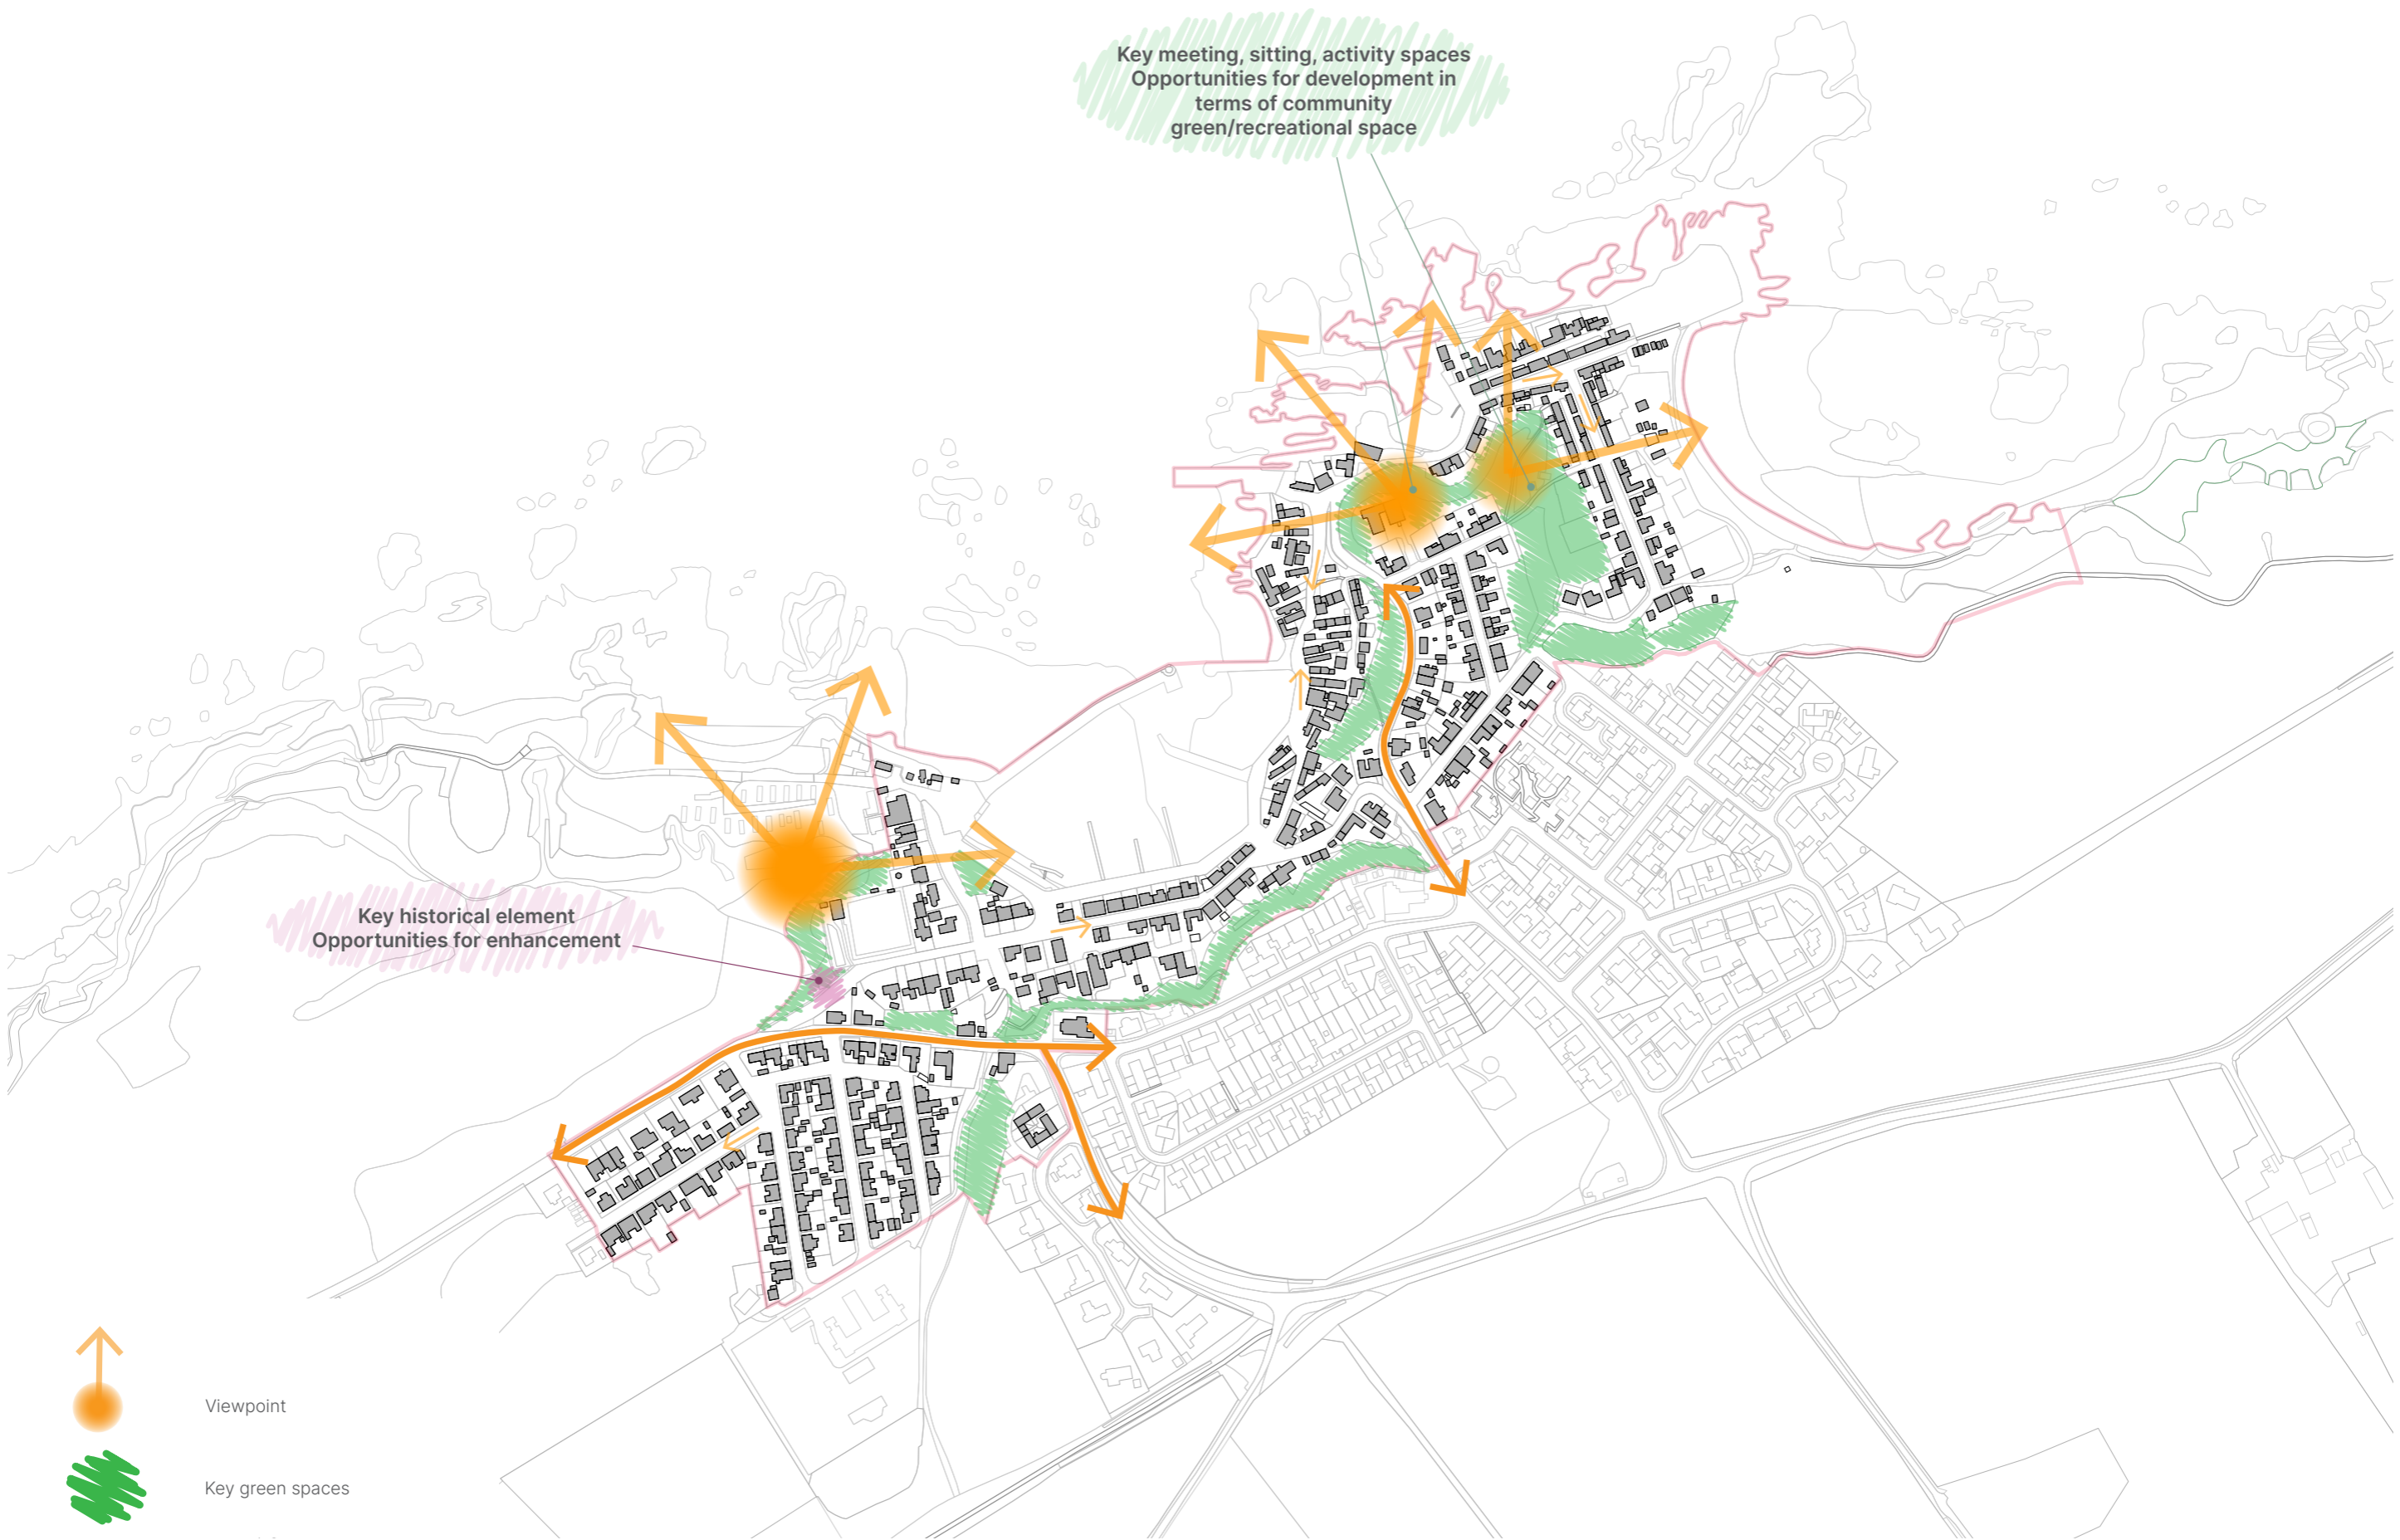 Key meeting, sitting, activity spaces
Opportunities for development in
terms of community
green/recreational space
Key historical element
Opportunities for enhancement
Viewpoint
Key green spaces